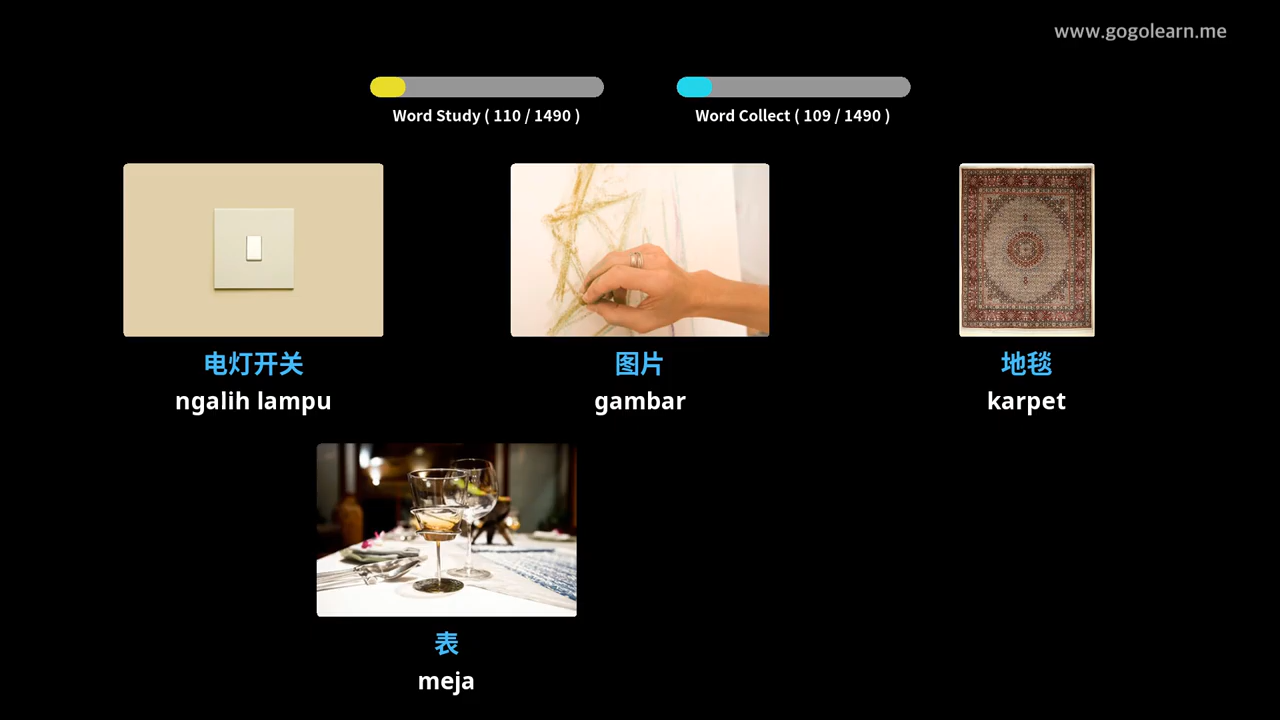 www.gogolearn.me
Word Study ( 110 / 1490 )
Word Collect ( 109 / 1490 )
电灯开关
ngalih lampu
图片
gambar
地毯
karpet
表
meja